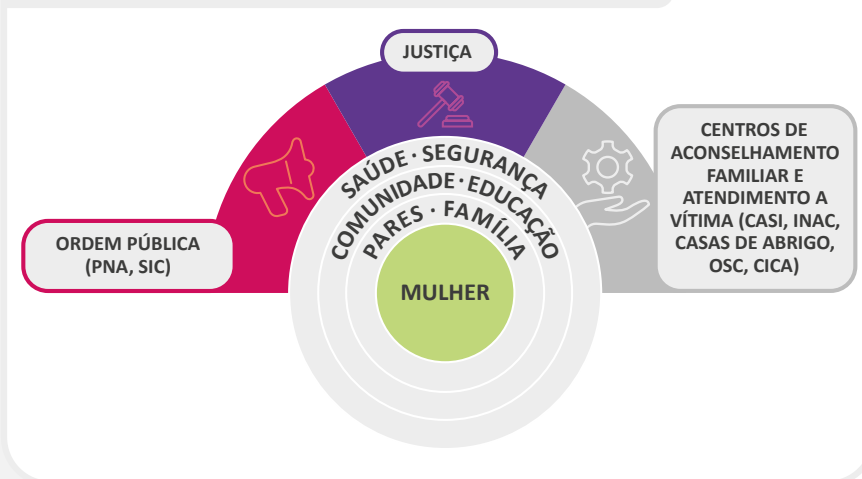 JUSTIÇA
ORDEM PÚBLICA
(PNA, SIC)
SAÚDE · SEGURANÇA
COMUNIDADE · EDUCAÇÃO
PARES · FAMÍLIA
MULHER
CENTROS DE
ACONSELHAMENTO
FAMILIAR E
ATENDIMENTO A
VÍTIMA (CASI, INAC,
CASAS DE ABRIGO,
OSC, CICA)